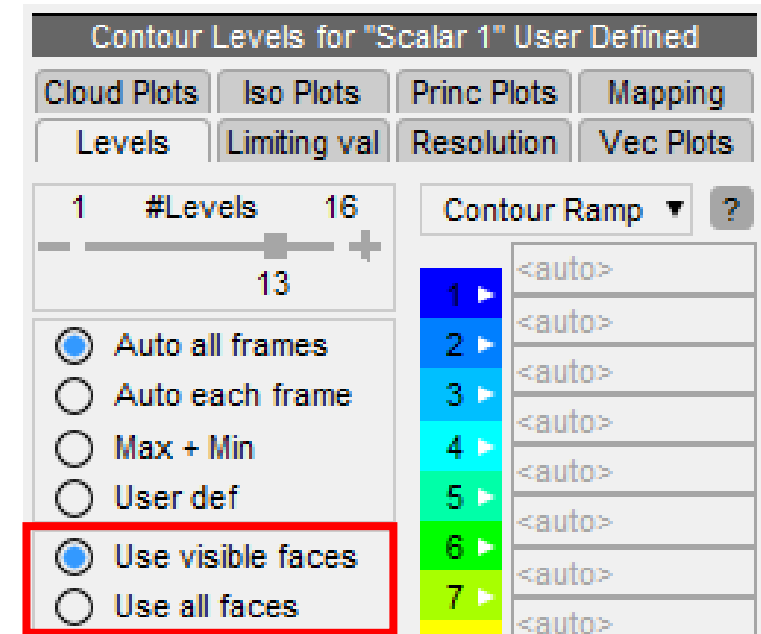 Contour Levels for "Scalar 1" User Defined
Cloud Plots Iso Plots Princ Plots Mapping
Levels Limiting val Resolution Vec Plots
1 #Levels 16
13
Auto all frames
Auto each frame
Max + Min
User def
Use visible faces
Use all faces
Contour Ramp ▼ ?
<auto>
1
<auto>
2
<auto>
3
<auto>
4
<auto>
5
<auto>
6
<auto>
7
<auto>